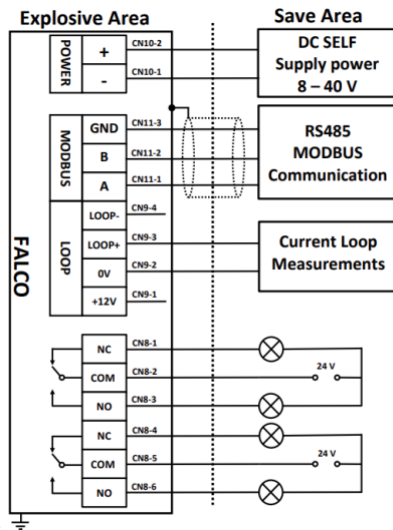 Explosive Area
Save Area
POWER
+
CN10-2
-
CN10-1
DC SELF
Supply power
8 – 40 V
MODBUS
GND
CN11-3
B
CN11-2
A
CN11-1
RS485
MODBUS
Communication
LOOP
LOOP-
CN9-4
LOOP+
CN9-3
0V
CN9-2
+12V
CN9-1
Current Loop
Measurements
FALCO
NC
CN8-1
COM
CN8-2
24 V
NO
CN8-3
NC
CN8-4
COM
CN8-5
24 V
NO
CN8-6